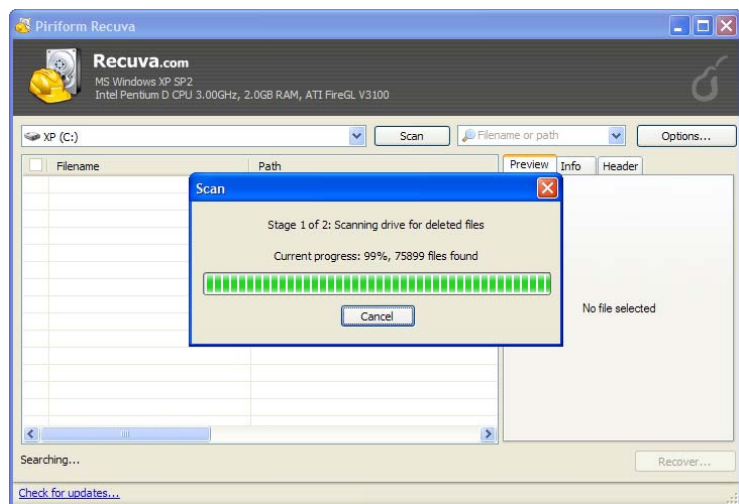 Piriform Recuva
Recuva.com
MS Windows XP SP2
Intel Pentium D CPU 3.00GHz, 2.0GB RAM, ATI FireGL V3100
XP (C:)
Scan
Filename or path
Options...
Filename
Path
Preview
Info
Header
Scan
Stage 1 of 2: Scanning drive for deleted files
Current progress: 99%, 75899 files found
Cancel
No file selected
Searching...
Recover...
Check for updates...